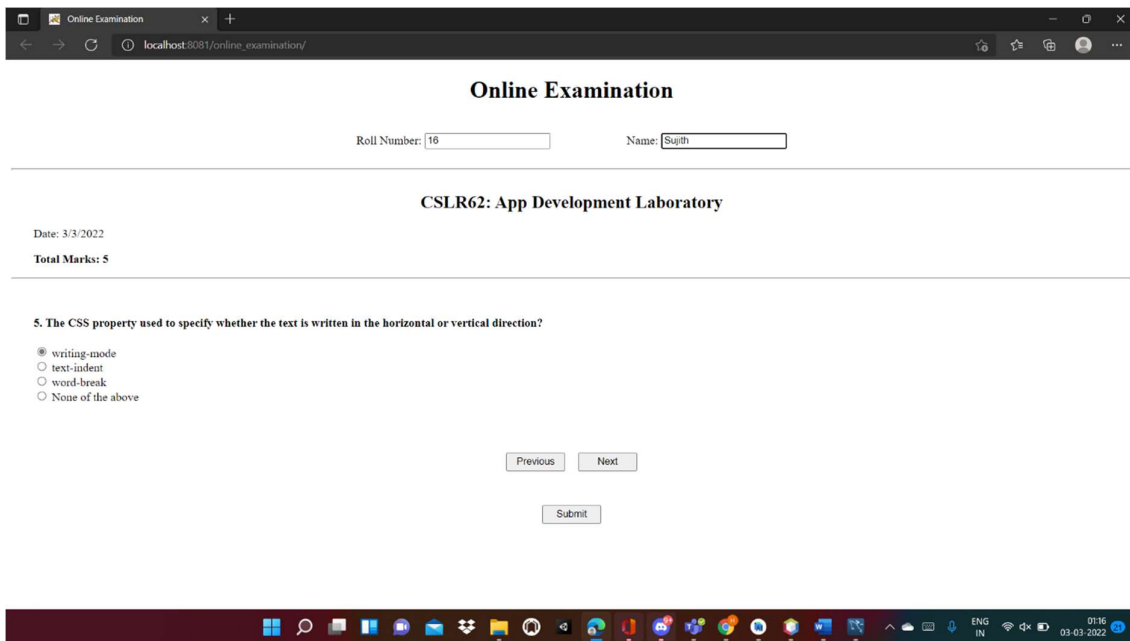 Online Examination
localhost:8081/online_examination/
Online Examination
Roll Number: 16 Name: Sujith
CSLR62: App Development Laboratory
Date: 3/3/2022
Total Marks: 5
5. The CSS property used to specify whether the text is written in the horizontal or vertical direction?
writing-mode
text-indent
word-break
None of the above
Previous Next
Submit
ENG 01:16
IN 03-03-2022